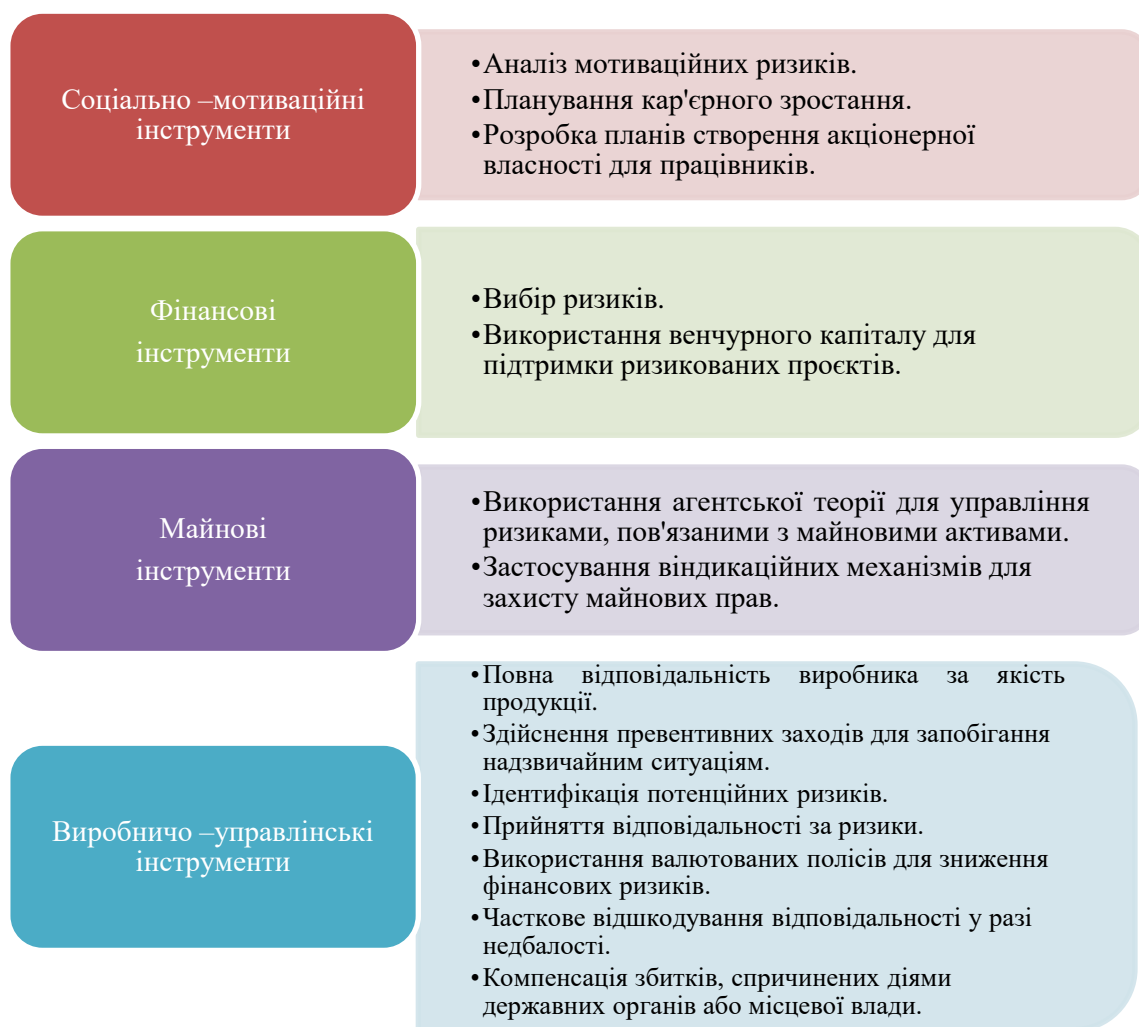 Соціально –мотиваційні
інструменти
•Аналіз мотиваційних ризиків.
•Планування кар'єрного зростання.
•Розробка планів створення акціонерної
власності для працівників.
Фінансові
інструменти
•Вибір ризиків.
•Використання венчурного капіталу для
підтримки ризикованих проєктів.
Майнові
інструменти
•Використання агентської теорії для управління
ризиками, пов'язаними з майновими активами.
•Застосування віндикаційних механізмів для
захисту майнових прав.
Виробничо –управлінські
інструменти
•Повна відповідальність виробника за якість
продукції.
•Здійснення превентивних заходів для запобігання
надзвичайним ситуаціям.
•Ідентифікація потенційних ризиків.
•Прийняття відповідальності за ризики.
•Використання валютованих полісів для зниження
фінансових ризиків.
•Часткове відшкодування відповідальності у разі
недбалості.
•Компенсація збитків, спричинених діями
державних органів або місцевої влади.